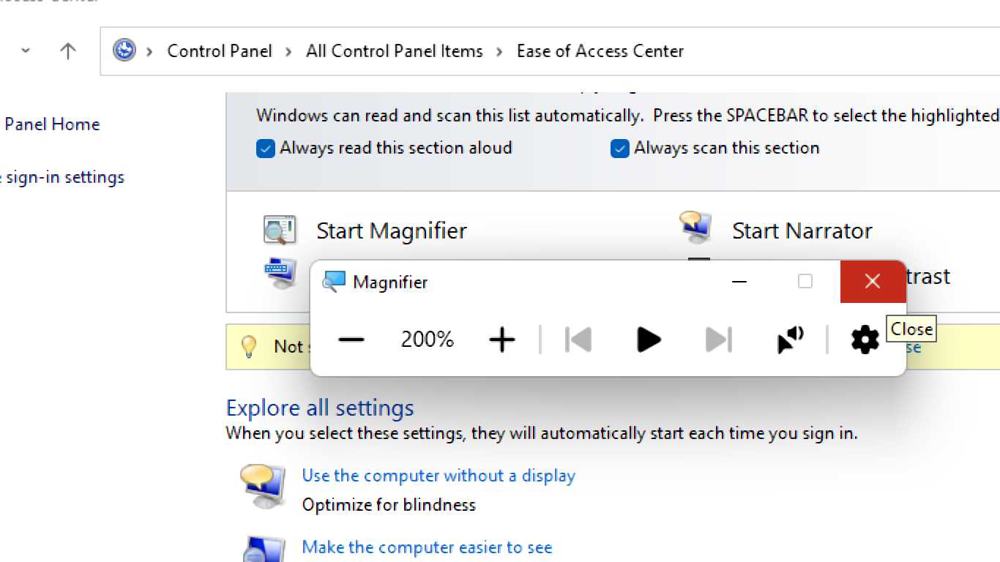 Control Panel > All Control Panel Items > Ease of Access Center
Panel Home
sign-in settings
Windows can read and scan this list automatically. Press the SPACEBAR to select the highlighted
Always read this section aloud
Always scan this section
Start Magnifier
Start Narrator
Magnifier
200%
Close
Not
Explore all settings
When you select these settings, they will automatically start each time you sign in.
Use the computer without a display
Optimize for blindness
Make the computer easier to see